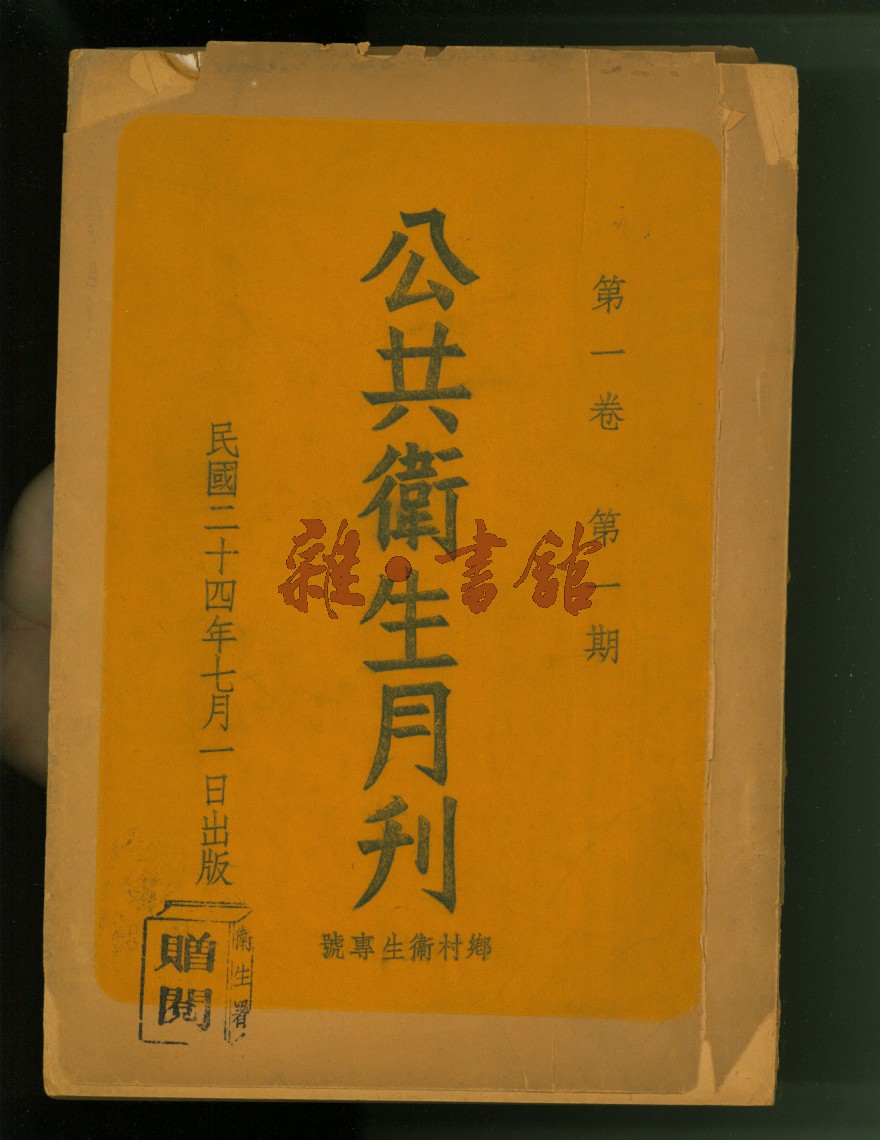 第一卷 第一期
公共衛生月刊
鄉村衛生專號
民國二十四年七月一日出版
衛生署
贈閱
雜·書館